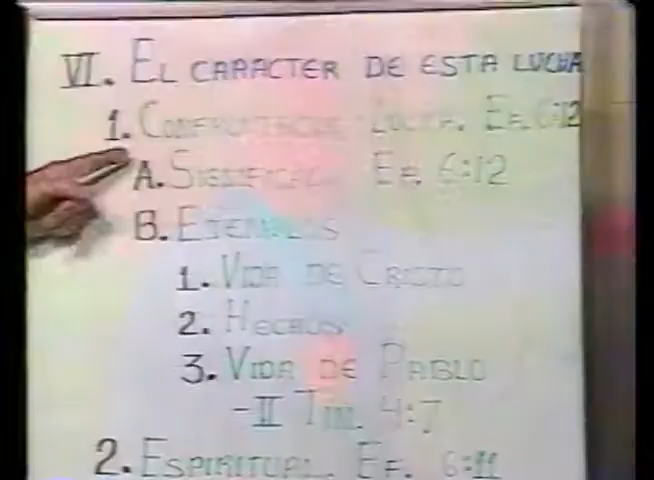 VI. EL CARACTER DE ESTA LUCHA
1. CONFRONTACION - LUCHA. EF. 6:12
A. SIGNIFICADO EF. 6:12
B. EJEMPLOS
1. VIDA DE CRISTO
2. HECHOS
3. VIDA DE PABLO
- II TIM. 4:7
2. ESPIRITUAL. EF. 6:11